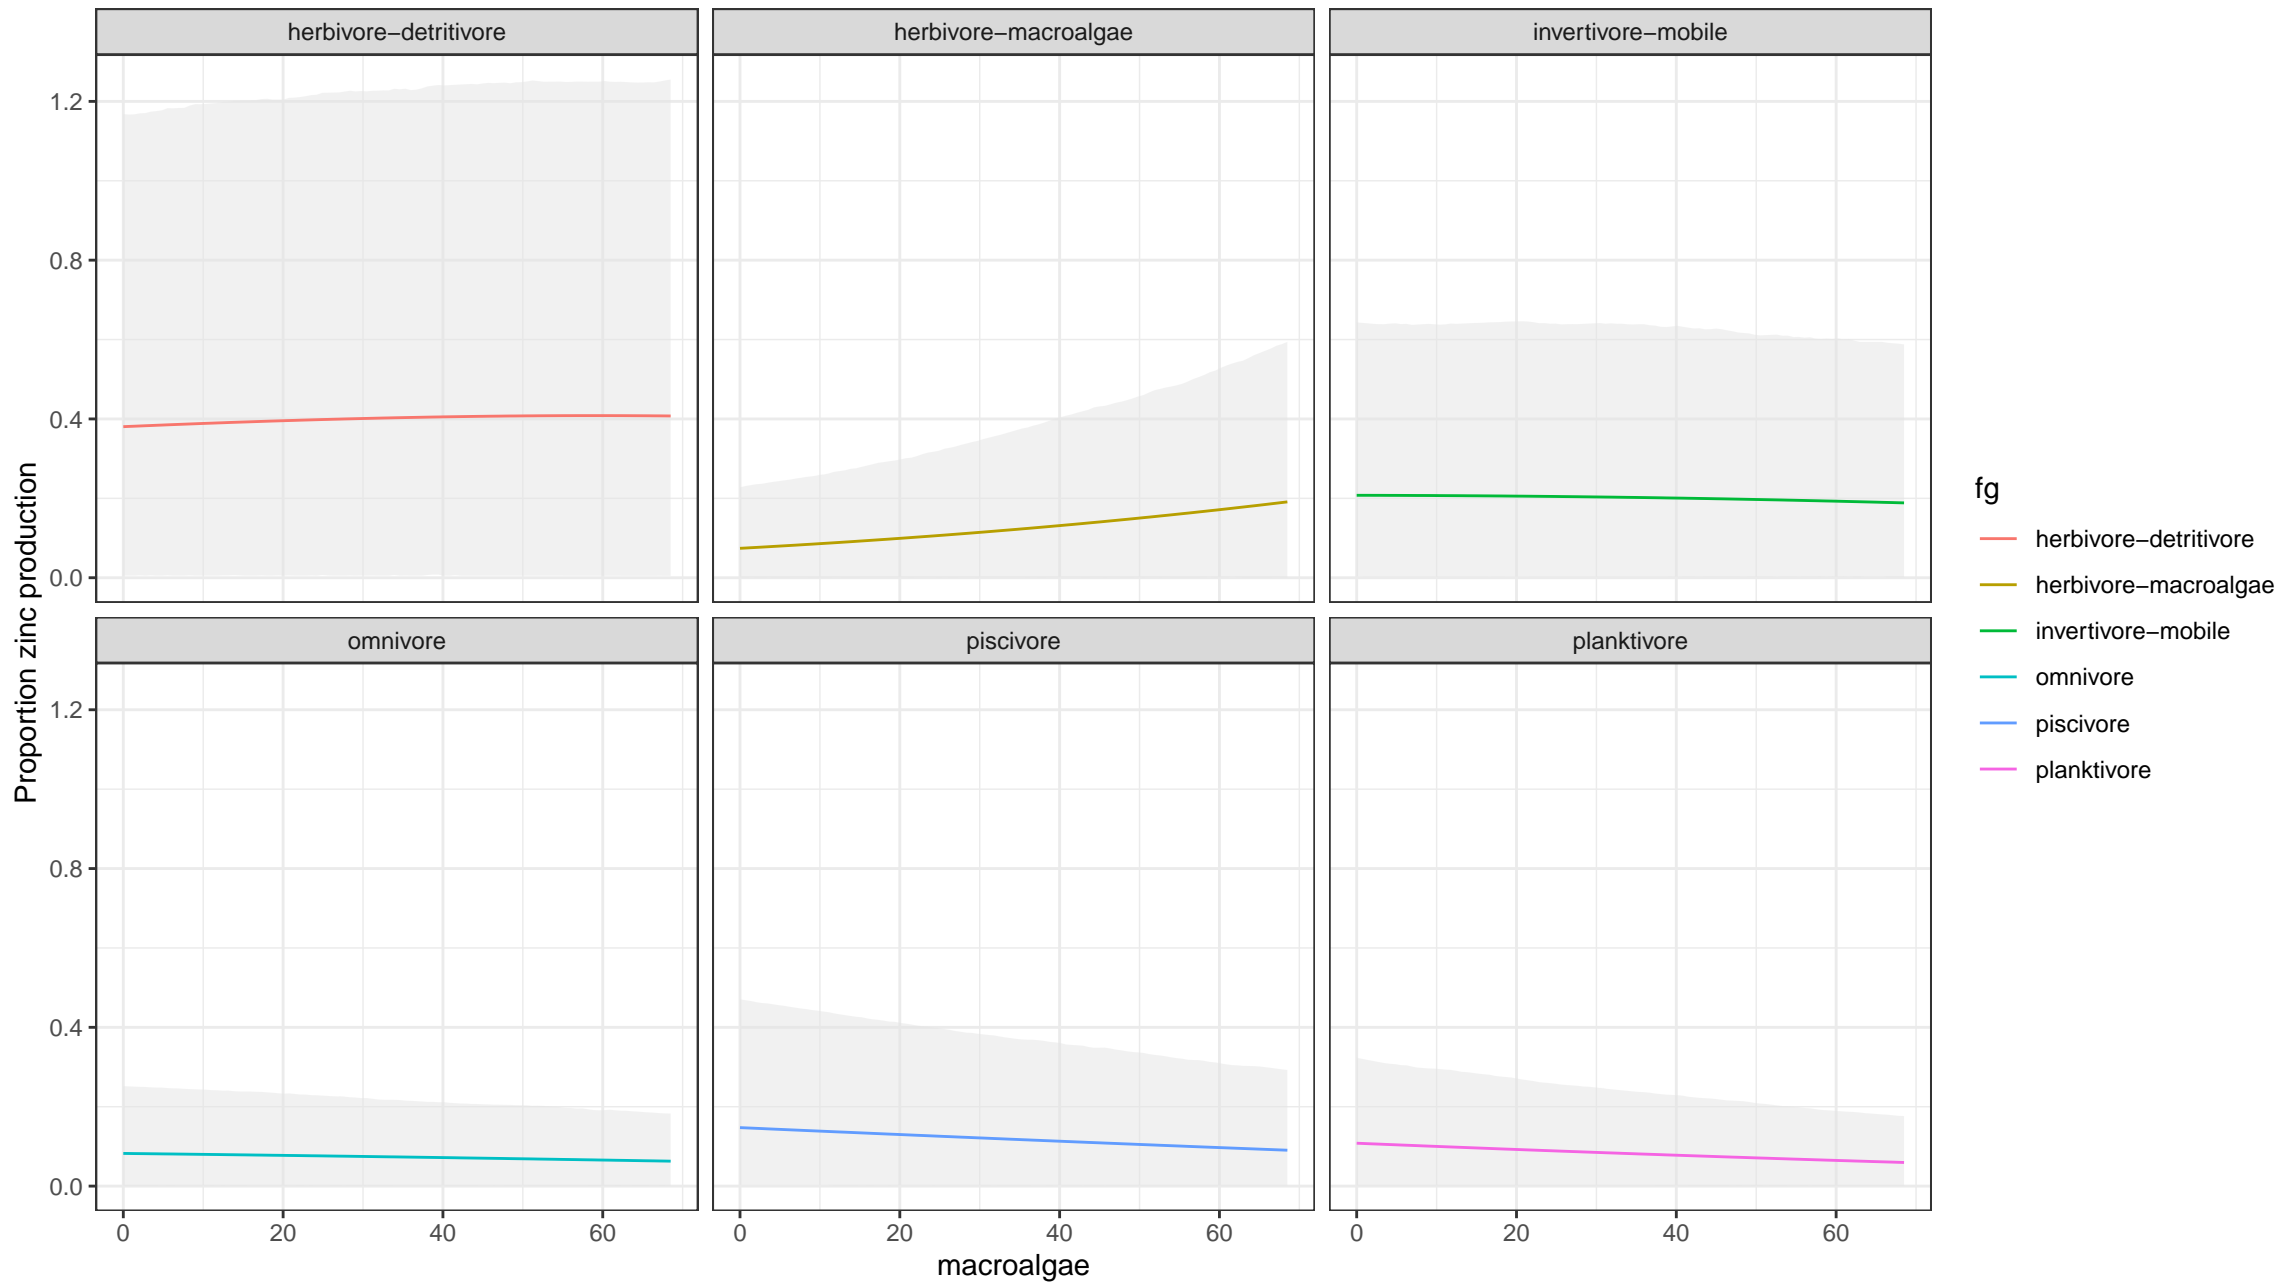 herbivore−detritivore
herbivore−macroalgae
invertivore−mobile
1.2
0.8
0.4
0.0
omnivore
piscivore
planktivore
1.2
0.8
0.4
0.0
0 20 40 60
0 20 40 60
0 20 40 60
macroalgae
Proportion zinc production
fg
herbivore−detritivore
herbivore−macroalgae
invertivore−mobile
omnivore
piscivore
planktivore